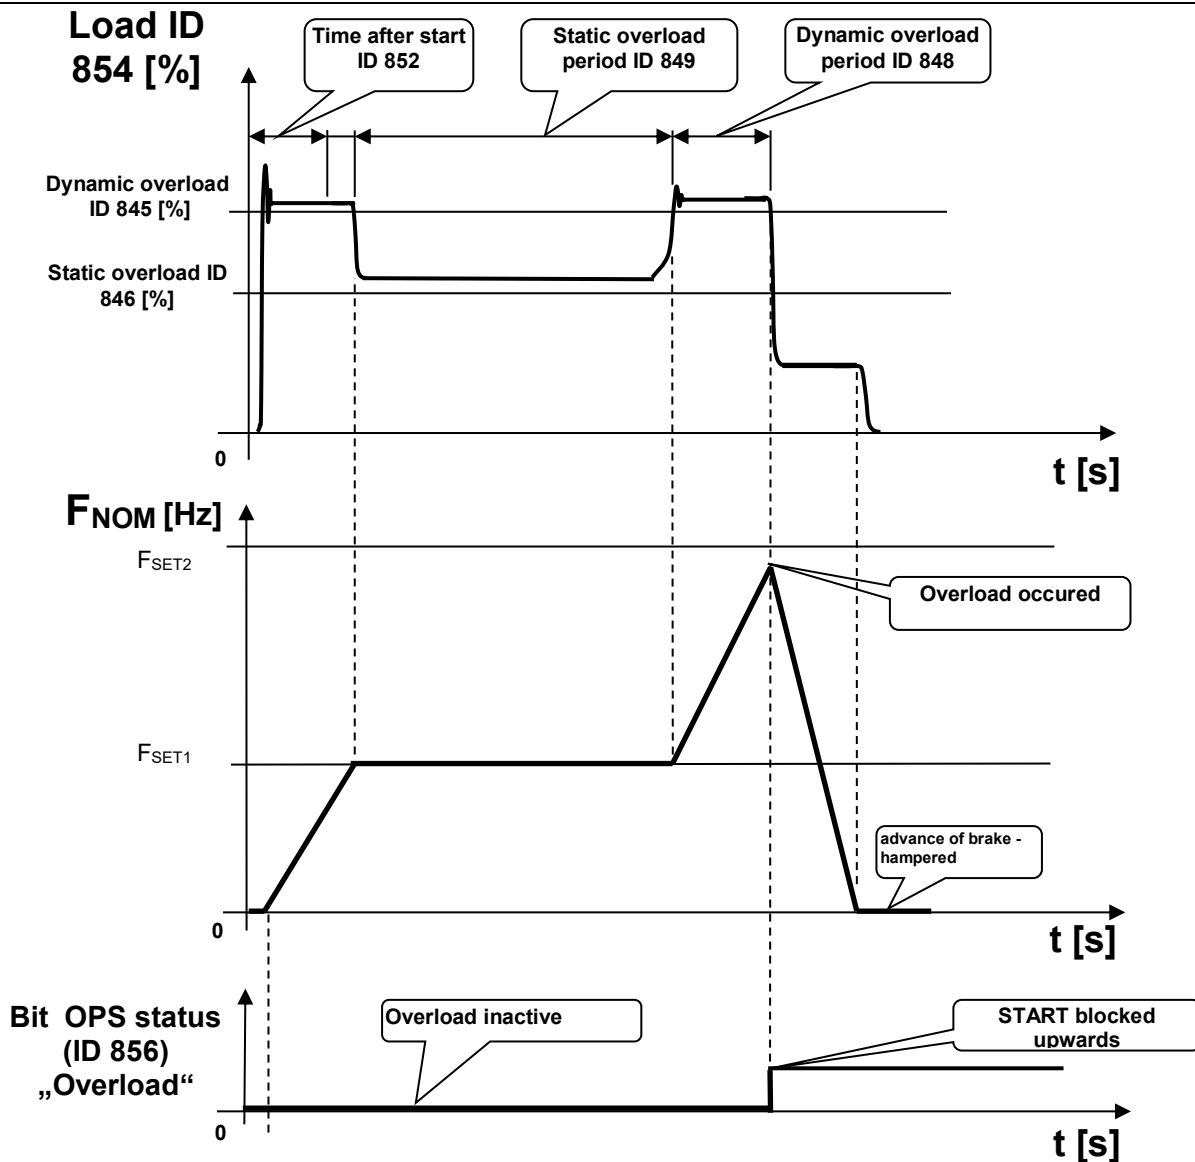 Load ID
854 [%]
Time after start
ID 852
Static overload
period ID 849
Dynamic overload
period ID 848
Dynamic overload
ID 845 [%]
Static overload ID
846 [%]
0
t [s]
FNOM [Hz]
FSET2
Overload occured
FSET1
advance of brake -
hampered
0
t [s]
Bit OPS status
(ID 856)
„Overload“
Overload inactive
START blocked
upwards
0
t [s]